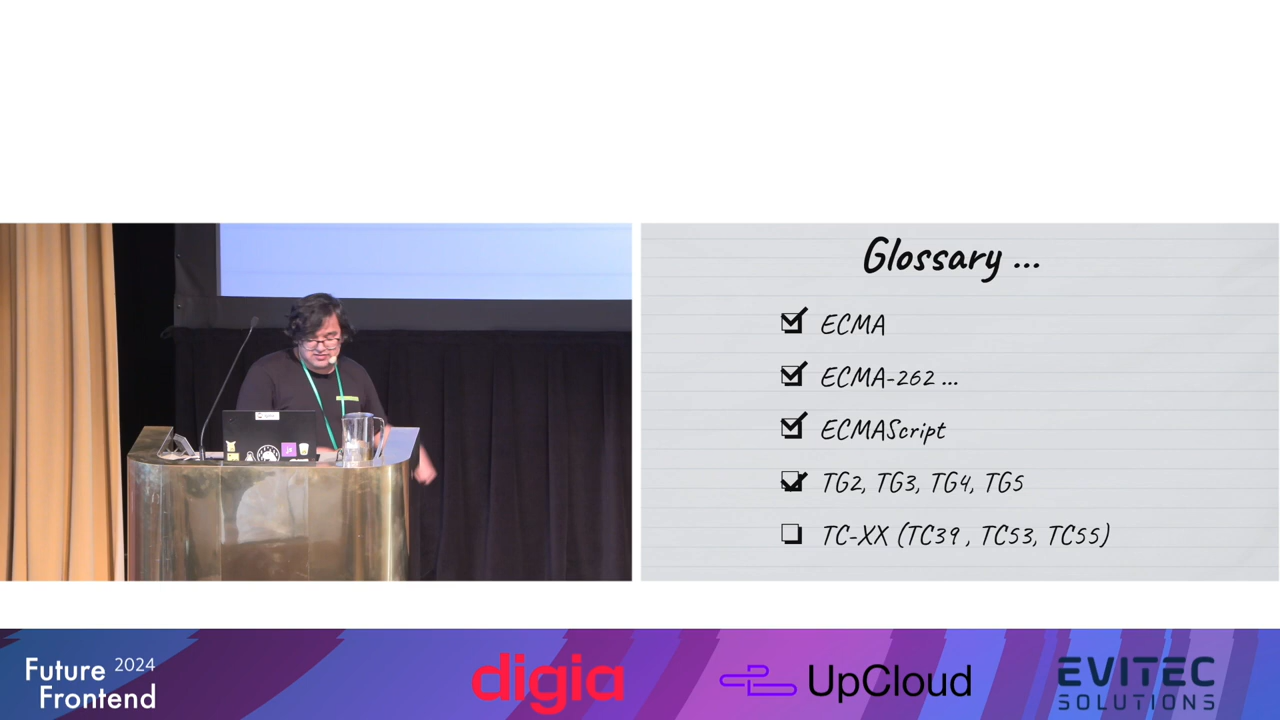 Glossary ...
ECMA
ECMA-262 ...
ECMAScript
TG2, TG3, TG4, TG5
TC-XX (TC39 , TC53, TC55)
Future 2024
Frontend
digia
UpCloud
EVITEC
SOLUTIONS